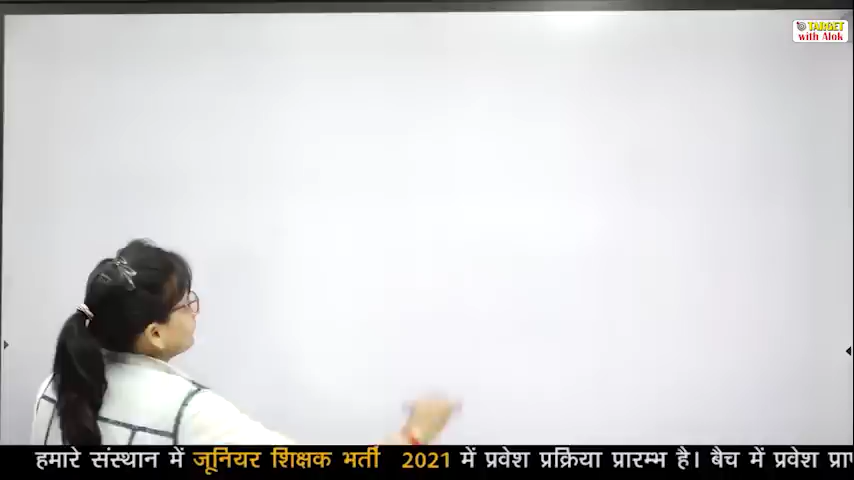 TARGET
with Alok
हमारे संस्थान में जूनियर शिक्षक भर्ती 2021 में प्रवेश प्रक्रिया प्रारम्भ है। बैच में प्रवेश